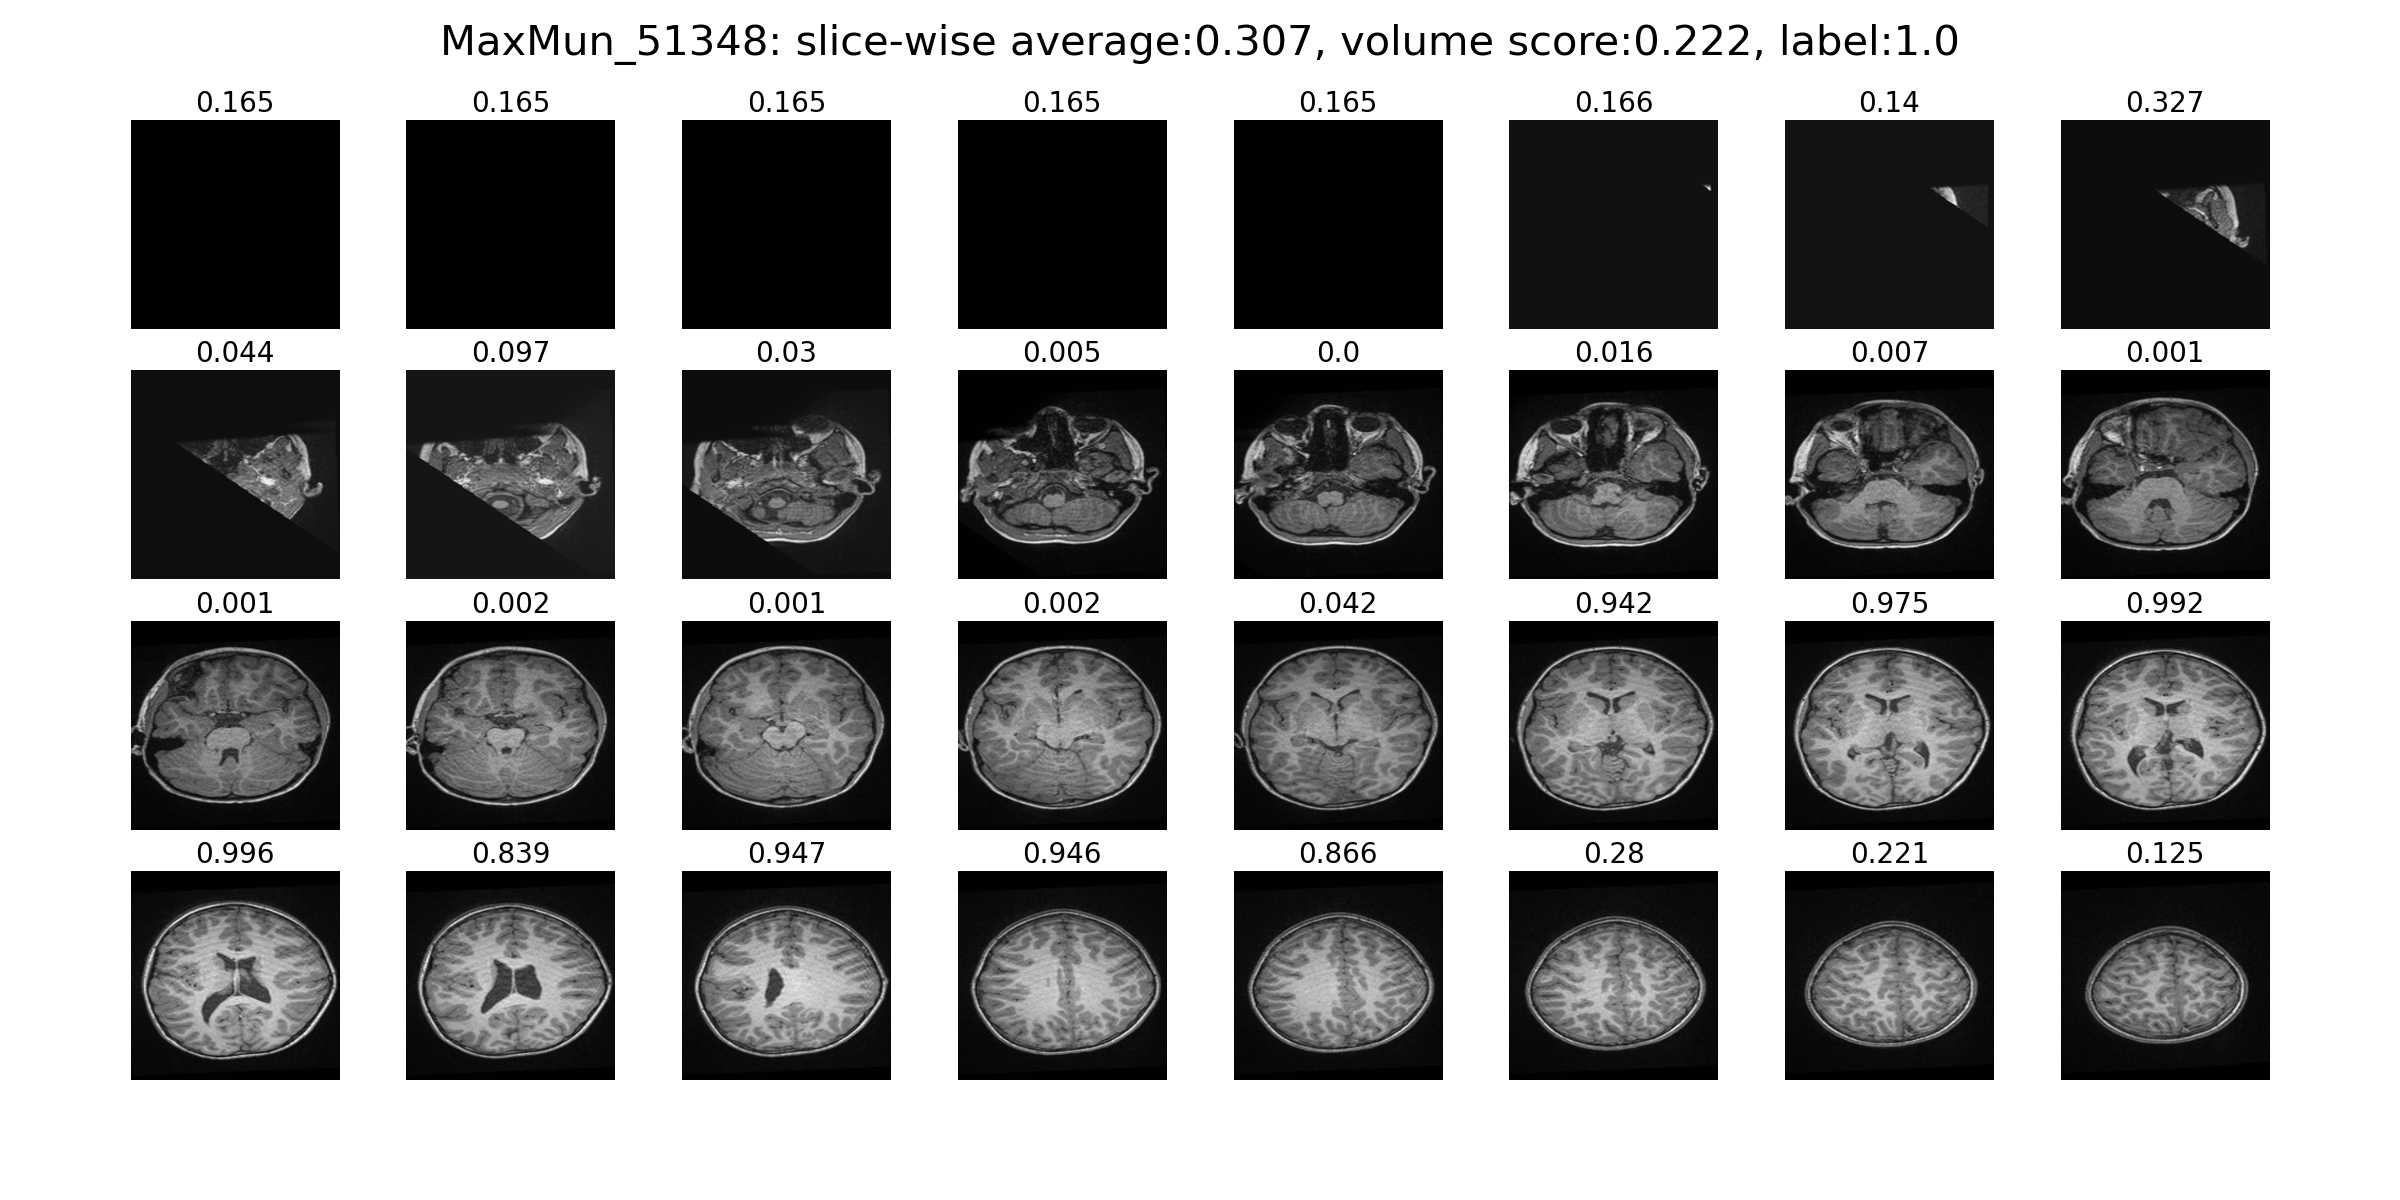 MaxMun_51348: slice-wise average:0.307, volume score:0.222, label:1.0
0.165 0.165 0.165 0.165 0.165 0.166 0.14 0.327
0.044 0.097 0.03 0.005 0.0 0.016 0.007 0.001
0.001 0.002 0.001 0.002 0.042 0.942 0.975 0.992
0.996 0.839 0.947 0.946 0.866 0.28 0.221 0.125